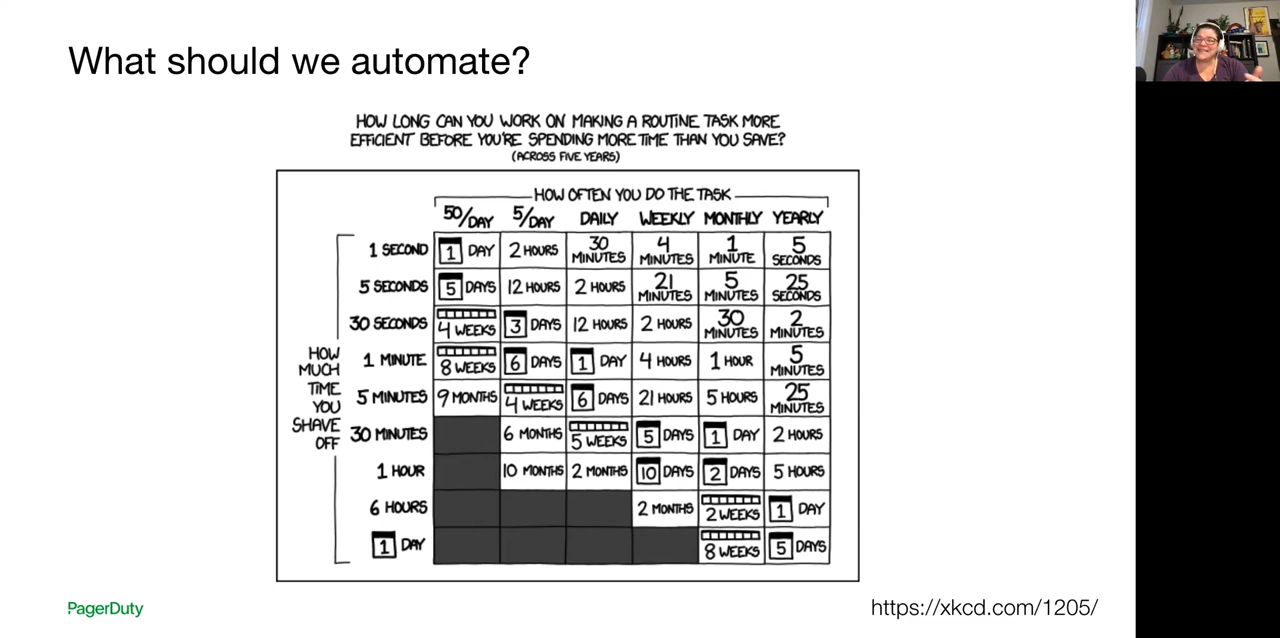 What should we automate?
HOW LONG CAN YOU WORK ON MAKING A ROUTINE TASK MORE
EFFICIENT BEFORE YOU'RE SPENDING MORE TIME THAN YOU SAVE?
(ACROSS FIVE YEARS)
HOW OFTEN YOU DO THE TASK
50/DAY 5/DAY DAILY WEEKLY MONTHLY YEARLY
1 SECOND 1 DAY 2 HOURS 30 MINUTES 4 MINUTES 1 MINUTE 5 SECONDS
5 SECONDS 5 DAYS 12 HOURS 2 HOURS 21 MINUTES 5 MINUTES 25 SECONDS
30 SECONDS 4 WEEKS 3 DAYS 12 HOURS 2 HOURS 30 MINUTES 2 MINUTES
HOW MUCH TIME YOU SHAVE OFF
1 MINUTE 8 WEEKS 6 DAYS 1 DAY 4 HOURS 1 HOUR 5 MINUTES
5 MINUTES 9 MONTHS 4 WEEKS 6 DAYS 21 HOURS 5 HOURS 25 MINUTES
30 MINUTES 6 MONTHS 5 WEEKS 5 DAYS 1 DAY 2 HOURS
1 HOUR 10 MONTHS 2 MONTHS 10 DAYS 2 DAYS 5 HOURS
6 HOURS 2 MONTHS 2 WEEKS 1 DAY
1 DAY 8 WEEKS 5 DAYS
PagerDuty
https://xkcd.com/1205/